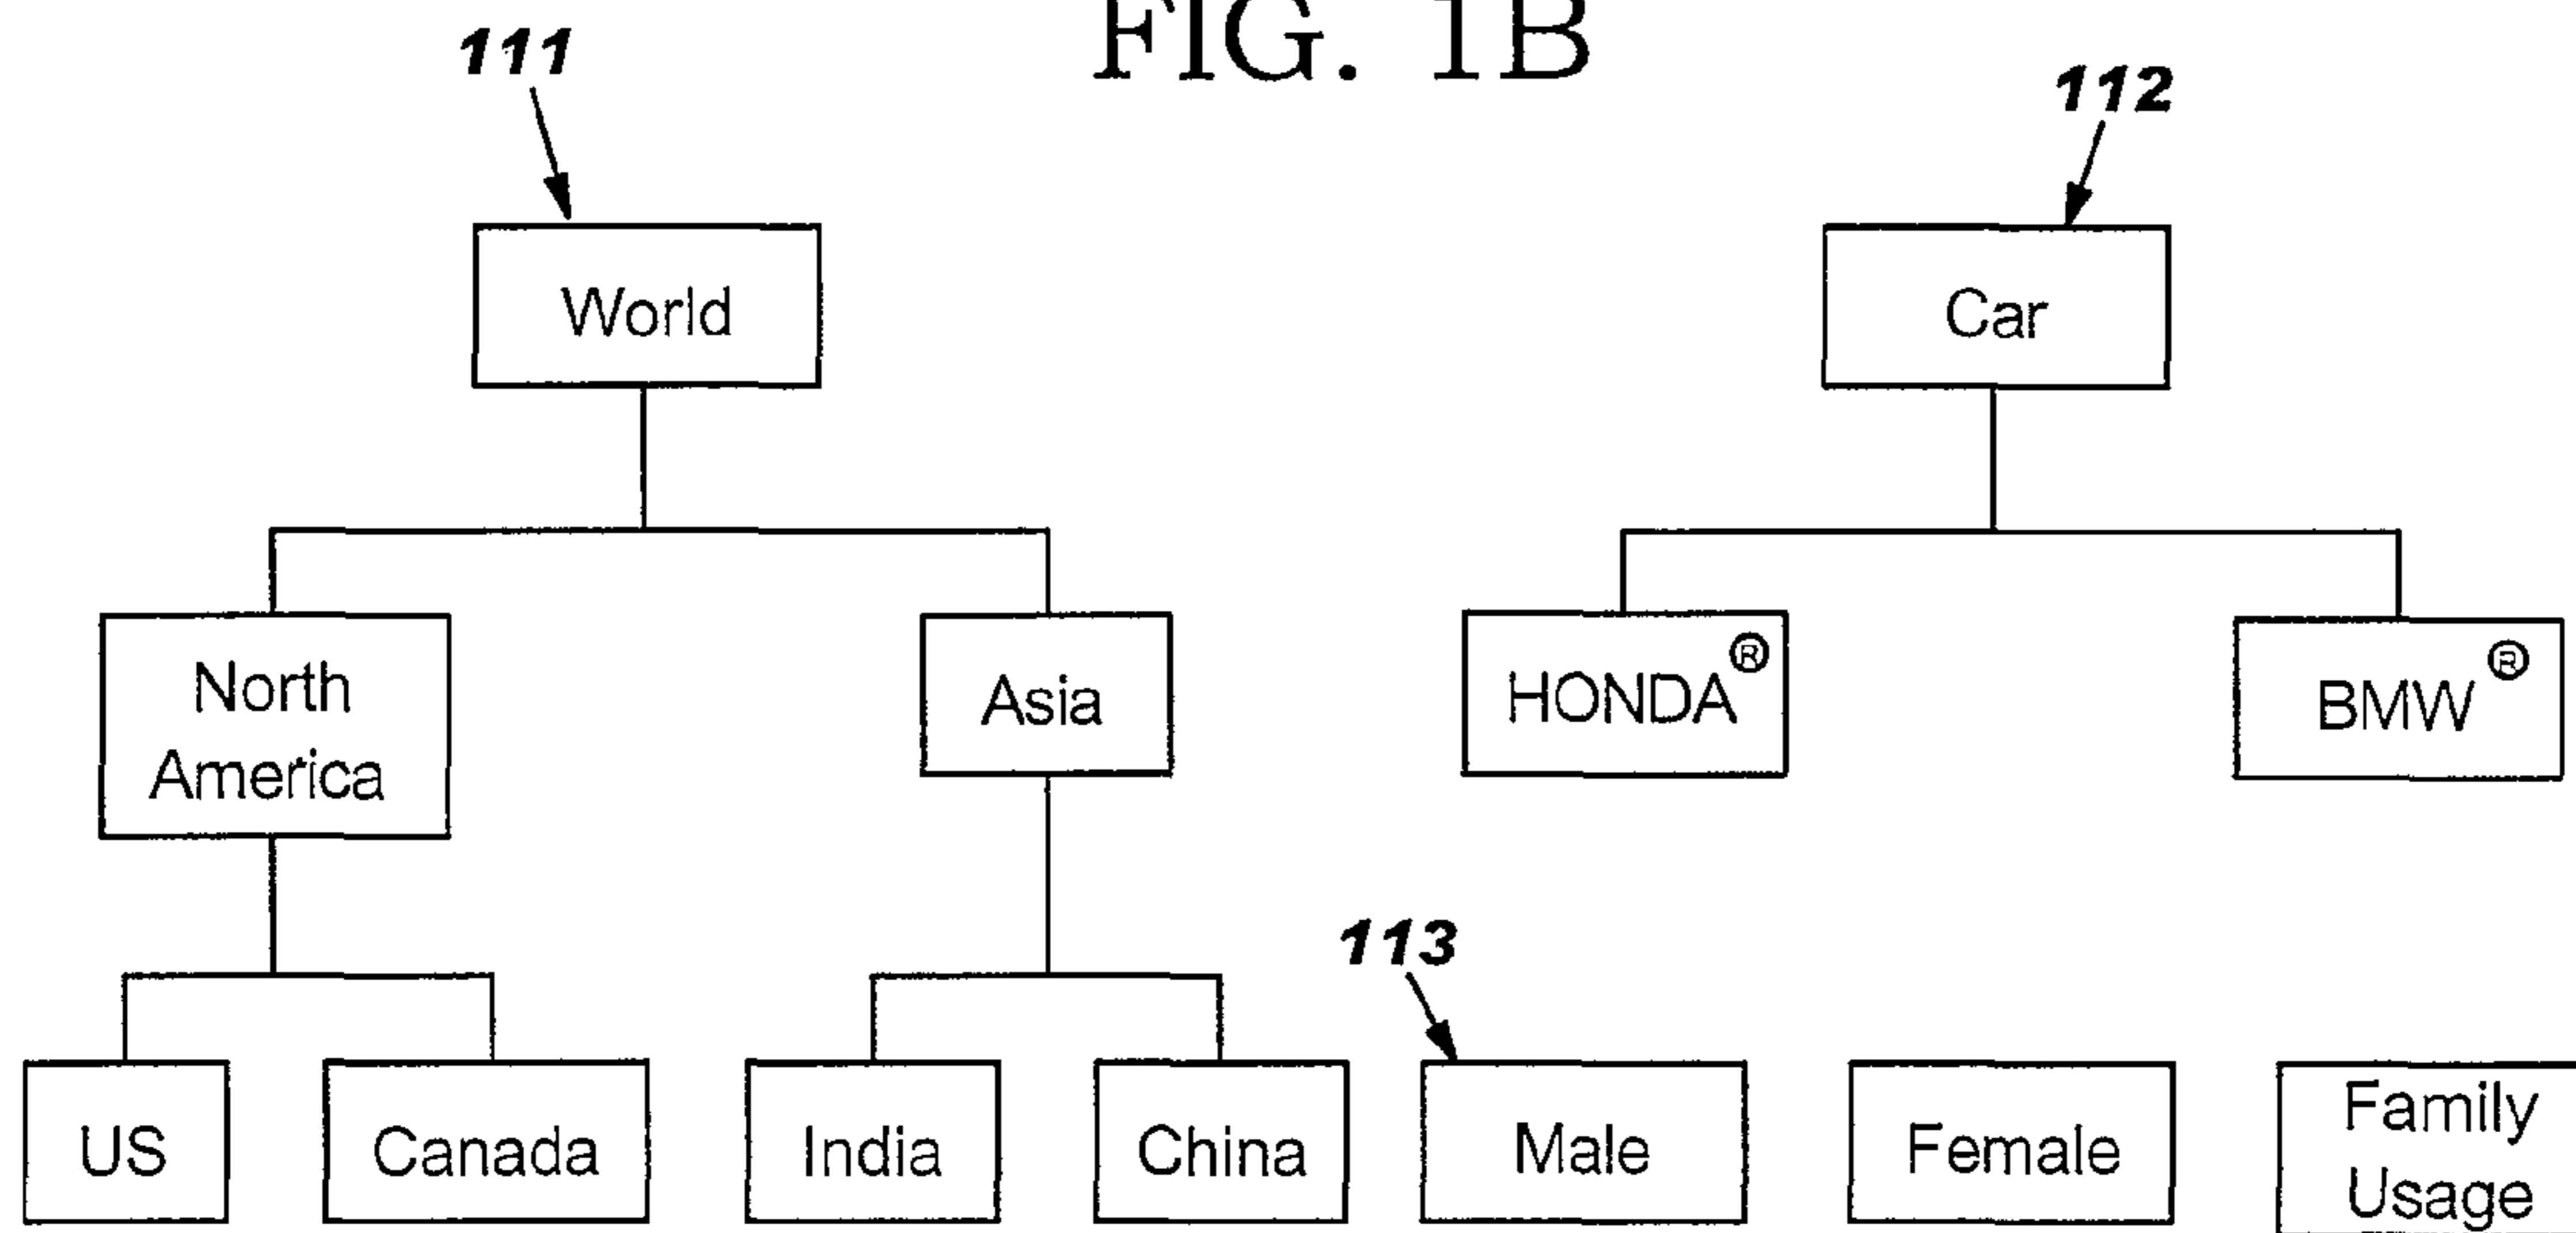 FIG. 1B
111
112
World
Car
North
America
Asia
HONDA®
BMW®
113
US
Canada
India
China
Male
Female
Family
Usage